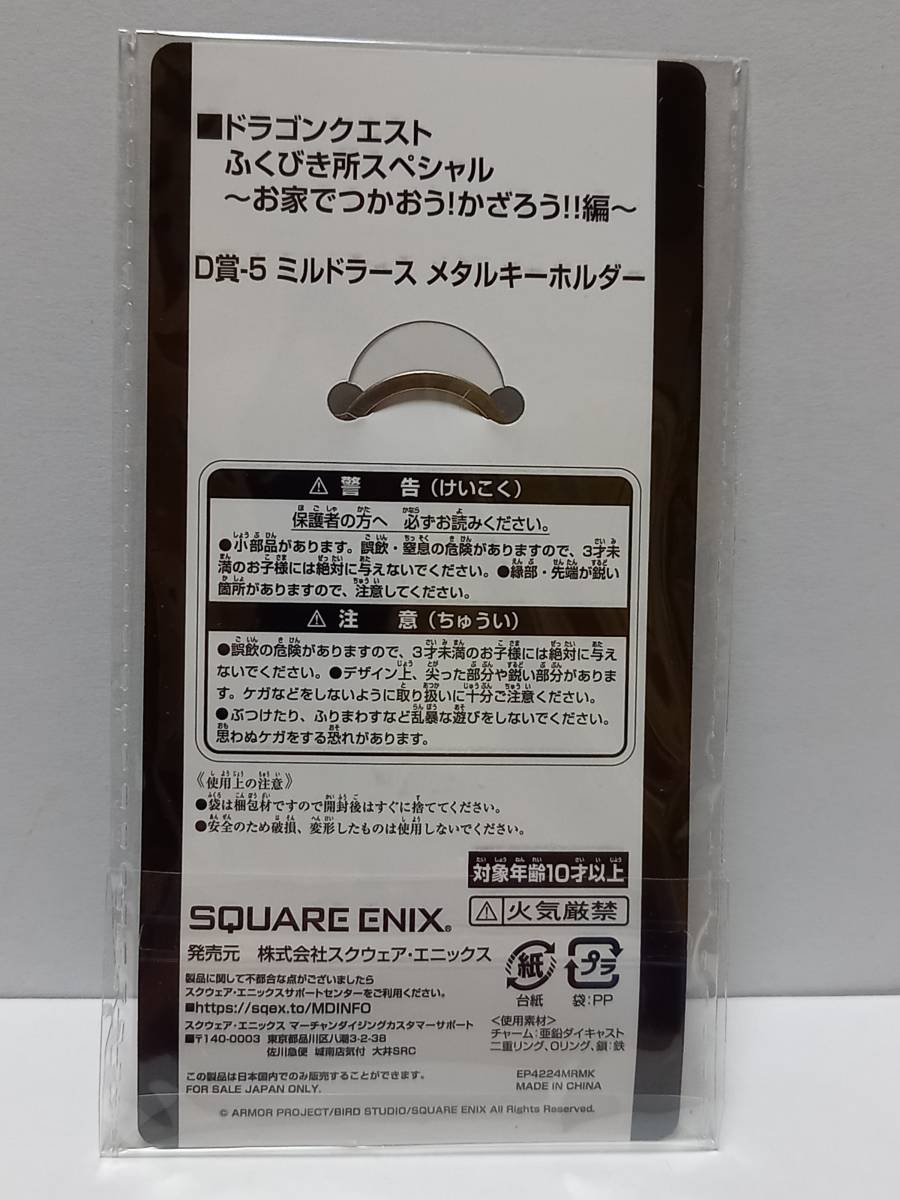 ■ドラゴンクエスト
ふくびき所スペシャル
～お家でつかおう!かざろう!!編～
D賞-5 ミルドラース メタルキーホルダー
⚠ 警 告（けいこく）
保護者の方へ 必ずお読みください。
●小部品があります。誤飲・窒息の危険がありますので、3才未
満のお子様には絶対に与えないでください。●縁部・先端が鋭い
箇所がありますので、注意してください。
⚠ 注 意（ちゅうい）
●誤飲の危険がありますので、3才未満のお子様には絶対に与え
ないでください。●デザイン上、尖った部分や鋭い部分がありま
す。ケガなどをしないように取り扱いに十分ご注意ください。
●ぶつけたり、ふりまわすなど乱暴な遊びをしないでください。
思わぬケガをする恐れがあります。
《使用上の注意》
●袋は梱包材ですので開封後はすぐに捨ててください。
●安全のため破損、変形したものは使用しないでください。
対象年齢10才以上
SQUARE ENIX®
⚠火気厳禁
発売元 株式会社スクウェア・エニックス
製品に関して不都合な点がございましたら
スクウェア・エニックスサポートセンターをご利用ください。
■https://sqex.to/MDINFO
スクウェア・エニックス マーチャンダイジングカスタマーサポート
■〒140-0003 東京都品川区八潮3-2-38
佐川急便 城南店気付 大井SRC
紙
台紙
プラ
袋:PP
＜使用素材＞
チャーム:亜鉛ダイキャスト
二重リング、Oリング、鎖:鉄
この製品は日本国内でのみ販売することができます。
FOR SALE JAPAN ONLY.
EP4224MRMK
MADE IN CHINA
© ARMOR PROJECT/BIRD STUDIO/SQUARE ENIX All Rights Reserved.